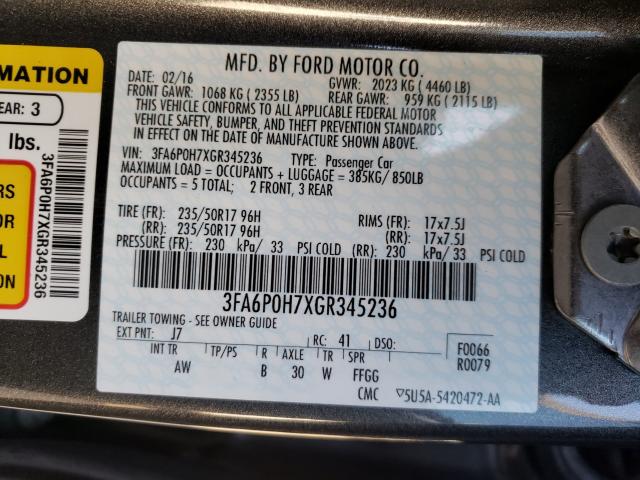 MFD. BY FORD MOTOR CO.
DATE: 02/16 GVWR: 2023 KG ( 4460 LB)
FRONT GAWR: 1068 KG ( 2355 LB) REAR GAWR: 959 KG ( 2115 LB)
THIS VEHICLE CONFORMS TO ALL APPLICABLE FEDERAL MOTOR
VEHICLE SAFETY, BUMPER, AND THEFT PREVENTION STANDARDS
IN EFFECT ON THE DATE OF MANUFACTURE SHOWN ABOVE.
VIN: 3FA6P0H7XGR345236 TYPE: Passenger Car
MAXIMUM LOAD = OCCUPANTS + LUGGAGE = 385KG/ 850LB
OCCUPANTS = 5 TOTAL; 2 FRONT, 3 REAR
TIRE (FR): 235/50R17 96H RIMS (FR): 17x7.5J
(RR): 235/50R17 96H (RR): 17x7.5J
PRESSURE (FR): 230 kPa/ 33 PSI COLD (RR): 230 kPa/ 33 PSI COLD
3FA6P0H7XGR345236
TRAILER TOWING - SEE OWNER GUIDE
EXT PNT: J7 RC: 41 DSO:
INT TR TP/PS R AXLE TR SPR
AW B 30 W FFGG
F0066
R0079
CMC ▽5U5A-5420472-AA
RMATION
EAR: 3
lbs.
RS
OR
L
ON
3FA6P0H7XGR345236